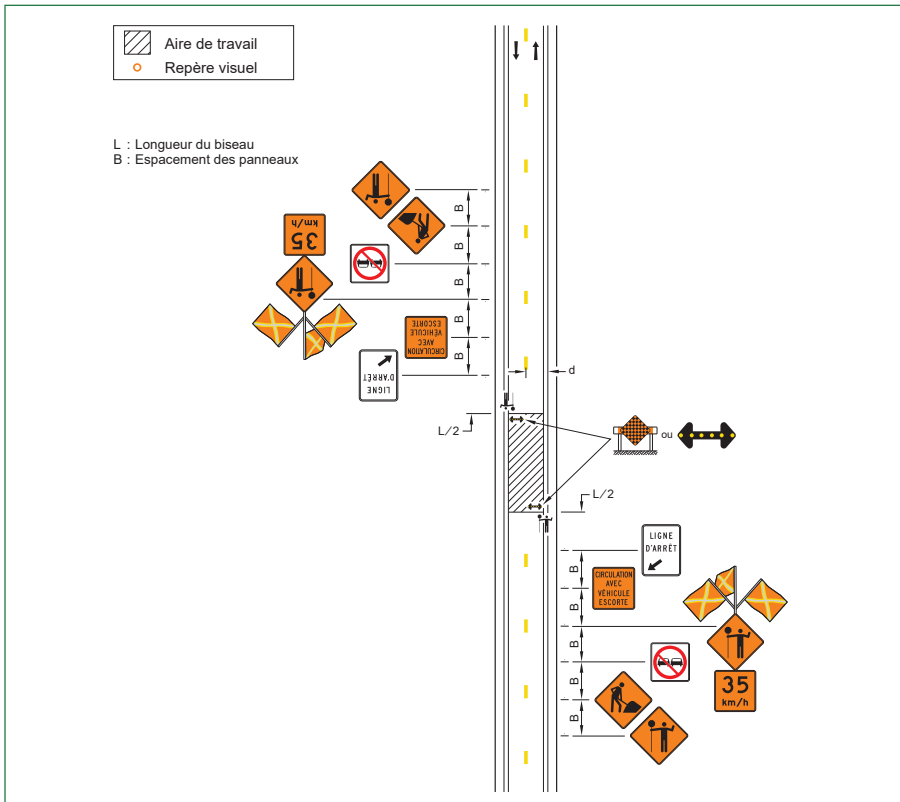 Aire de travail
Repère visuel
L : Longueur du biseau
B : Espacement des panneaux
B
B
35
km/h
B
B
CIRCULATION
AVEC
VÉHICULE
ESCORTE
B
LIGNE
D'ARRÊT
d
L/2
ou
L/2
LIGNE
D'ARRÊT
B
CIRCULATION
AVEC
VÉHICULE
ESCORTE
B
B
B
35
km/h
B